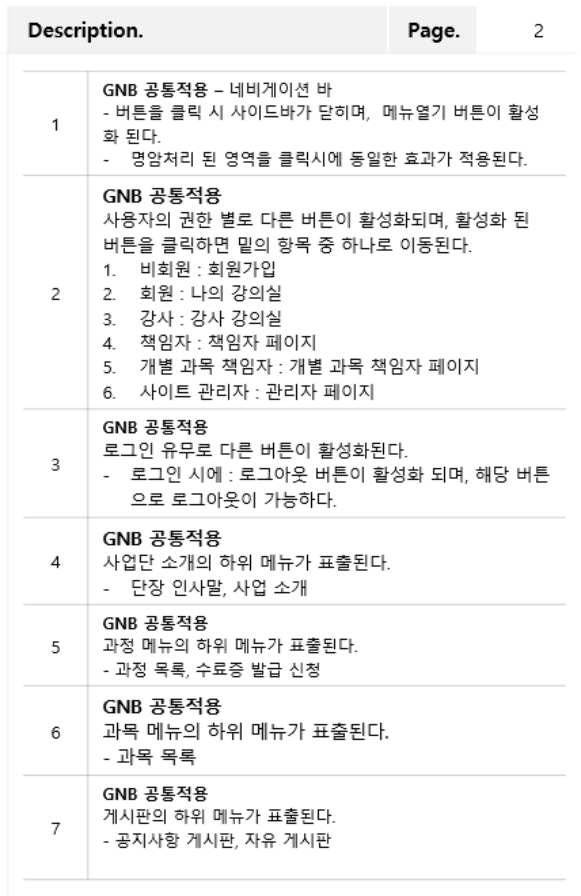 Description.
Page.
2
1
GNB 공통적용 – 네비게이션 바
- 버튼을 클릭 시 사이드바가 닫히며, 메뉴열기 버튼이 활성
화 된다.
- 명암처리 된 영역을 클릭시에 동일한 효과가 적용된다.
2
GNB 공통적용
사용자의 권한 별로 다른 버튼이 활성화되며, 활성화 된
버튼을 클릭하면 밑의 항목 중 하나로 이동된다.
1. 비회원 : 회원가입
2. 회원 : 나의 강의실
3. 강사 : 강사 강의실
4. 책임자 : 책임자 페이지
5. 개별 과목 책임자 : 개별 과목 책임자 페이지
6. 사이트 관리자 : 관리자 페이지
3
GNB 공통적용
로그인 유무로 다른 버튼이 활성화된다.
- 로그인 시에 : 로그아웃 버튼이 활성화 되며, 해당 버튼
으로 로그아웃이 가능하다.
4
GNB 공통적용
사업단 소개의 하위 메뉴가 표출된다.
- 단장 인사말, 사업 소개
5
GNB 공통적용
과정 메뉴의 하위 메뉴가 표출된다.
- 과정 목록, 수료증 발급 신청
6
GNB 공통적용
과목 메뉴의 하위 메뉴가 표출된다.
- 과목 목록
7
GNB 공통적용
게시판의 하위 메뉴가 표출된다.
- 공지사항 게시판, 자유 게시판